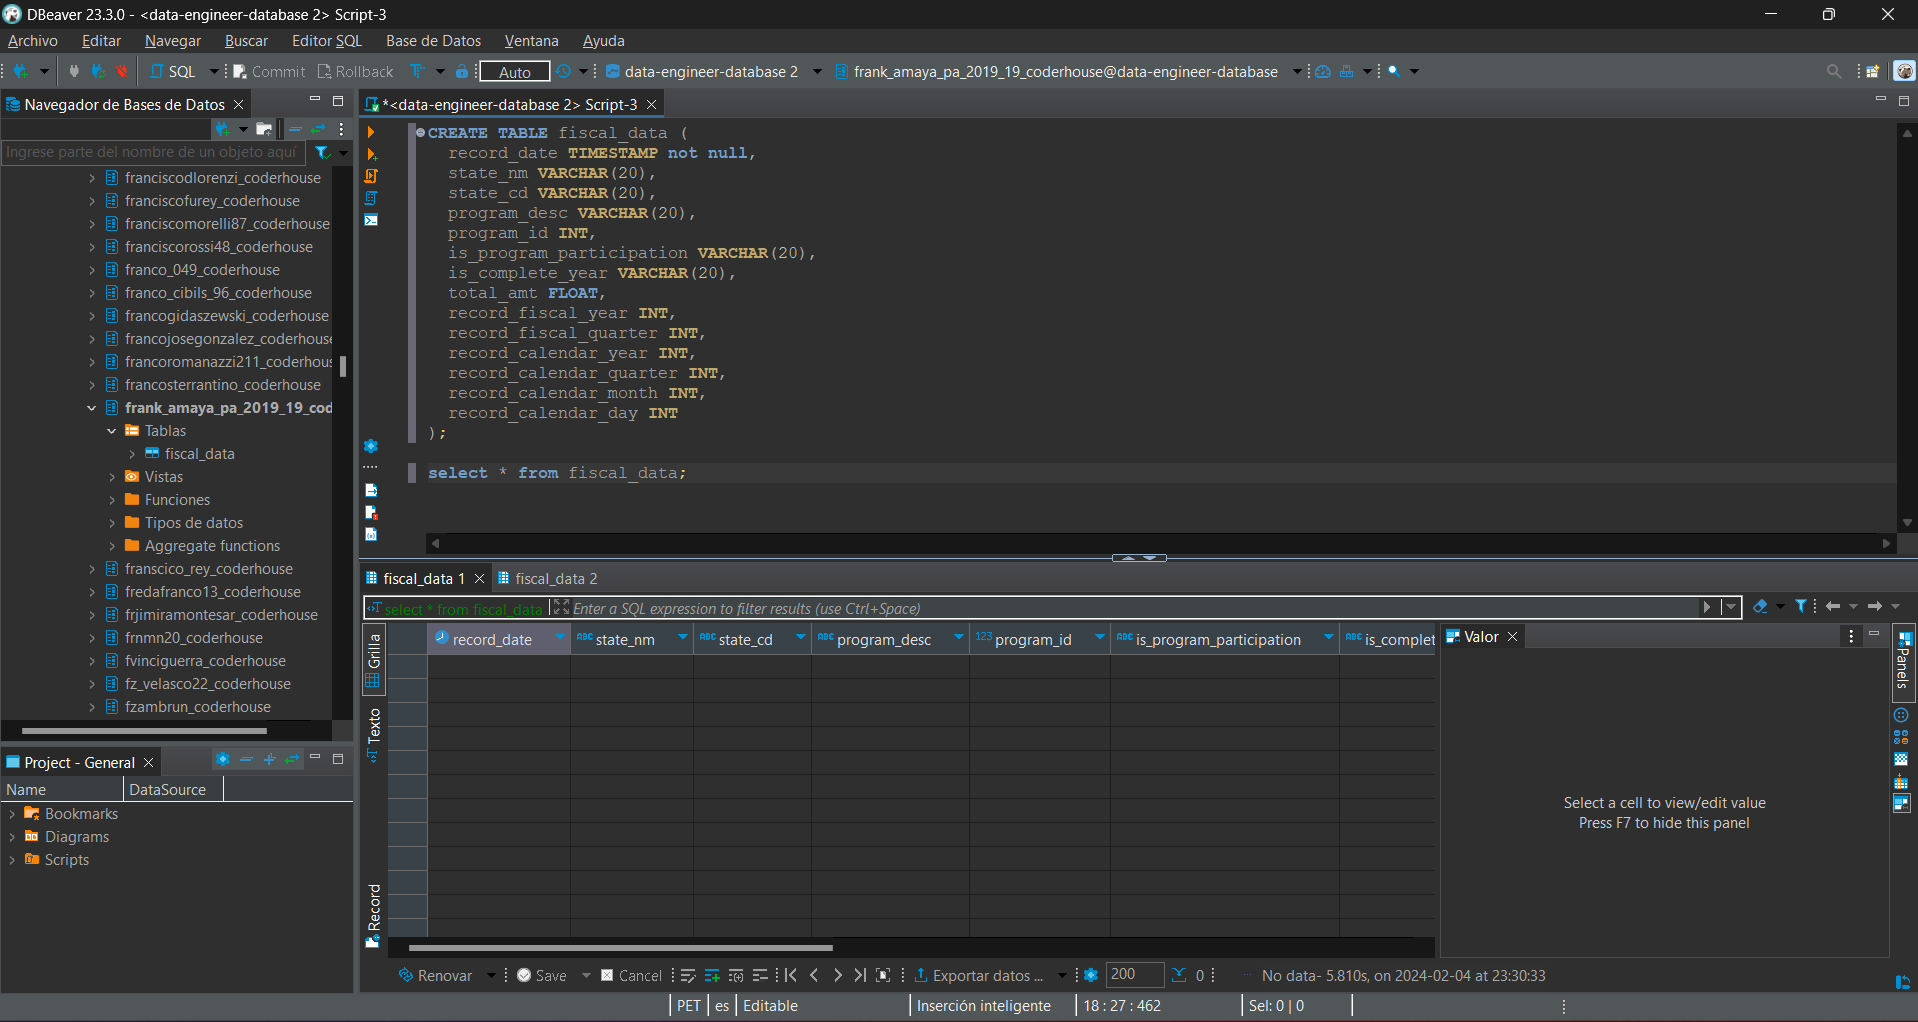 DBeaver 23.3.0 - <data-engineer-database 2> Script-3
Archivo Editar Navegar Buscar Editor SQL Base de Datos Ventana Ayuda
SQL Commit Rollback Auto data-engineer-database 2 frank_amaya_pa_2019_19_coderhouse@data-engineer-database
Navegador de Bases de Datos
Ingrese parte del nombre de un objeto aquí
franciscodlorenzi_coderhouse
franciscofurey_coderhouse
franciscomorelli87_coderhouse
franciscorossi48_coderhouse
franco_049_coderhouse
franco_cibils_96_coderhouse
francogidaszewski_coderhouse
francojosegonzalez_coderhouse
francoromanazzi211_coderhous
francosterrantino_coderhouse
frank_amaya_pa_2019_19_cod
Tablas
fiscal_data
Vistas
Funciones
Tipos de datos
Aggregate functions
franscico_rey_coderhouse
fredafranco13_coderhouse
frjimiramontesar_coderhouse
frnmn20_coderhouse
fvinciguerra_coderhouse
fz_velasco22_coderhouse
fzambrun_coderhouse
Project - General
Name DataSource
Bookmarks
Diagrams
Scripts
*<data-engineer-database 2> Script-3
CREATE TABLE fiscal_data (
record_date TIMESTAMP not null,
state_nm VARCHAR(20),
state_cd VARCHAR(20),
program_desc VARCHAR(20),
program_id INT,
is_program_participation VARCHAR(20),
is_complete_year VARCHAR(20),
total_amt FLOAT,
record_fiscal_year INT,
record_fiscal_quarter INT,
record_calendar_year INT,
record_calendar_quarter INT,
record_calendar_month INT,
record_calendar_day INT
);
select * from fiscal_data;
fiscal_data 1 fiscal_data 2
select * from fiscal_data Enter a SQL expression to filter results (use Ctrl+Space)
Grilla
Texto
Record
record_date ABC state_nm ABC state_cd ABC program_desc 123 program_id ABC is_program_participation ABC is_complet
Valor
Select a cell to view/edit value
Press F7 to hide this panel
Panels
Renovar Save Cancel Exportar datos ... 200 0 No data- 5.810s, on 2024-02-04 at 23:30:33
PET es Editable Inserción inteligente 18 : 27 : 462 Sel: 0 | 0